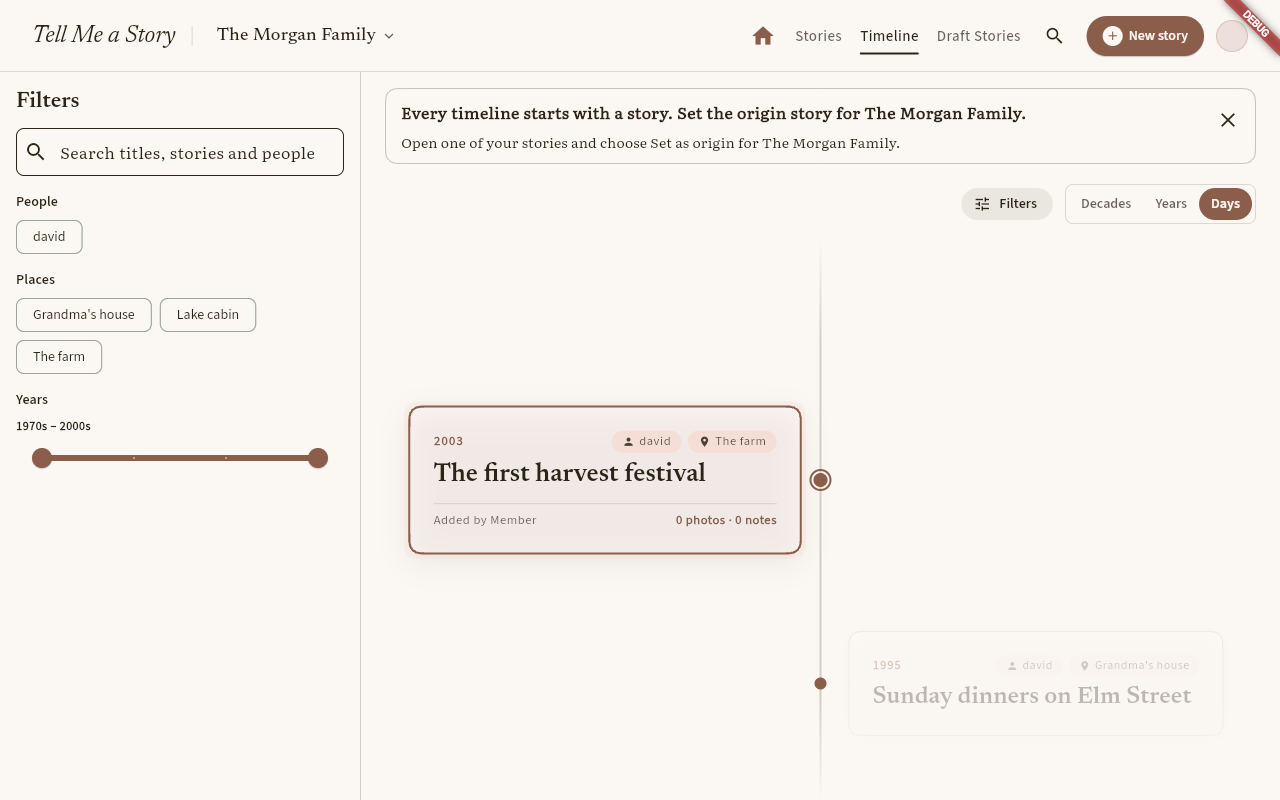 Tell Me a Story
The Morgan Family
Stories
Timeline
Draft Stories
New story
DEBUG
Filters
Search titles, stories and people
People
david
Places
Grandma's house
Lake cabin
The farm
Years
1970s – 2000s
Every timeline starts with a story. Set the origin story for The Morgan Family.
Open one of your stories and choose Set as origin for The Morgan Family.
Filters
Decades
Years
Days
2003
david
The farm
The first harvest festival
Added by Member
0 photos · 0 notes
1995
david
Grandma's house
Sunday dinners on Elm Street